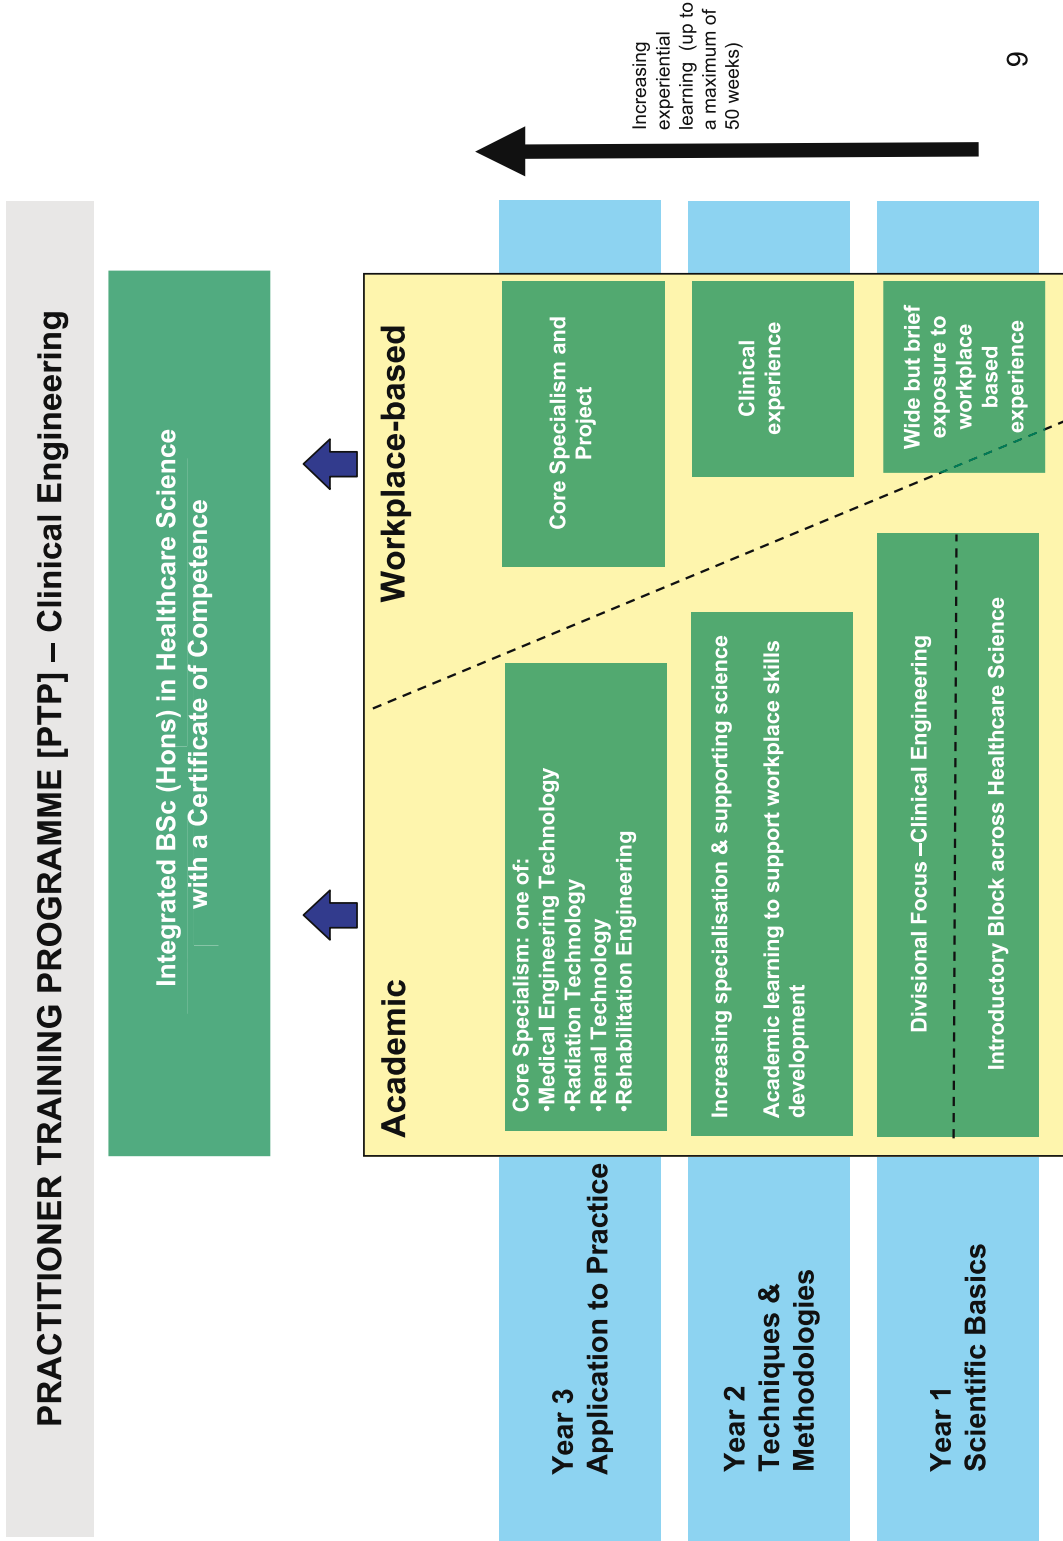 PRACTITIONER TRAINING PROGRAMME [PTP] – Clinical Engineering
Integrated BSc (Hons) in Healthcare Science
with a Certificate of Competence
Academic
Workplace-based
Year 3
Application to Practice
Core Specialism: one of:
•Medical Engineering Technology
•Radiation Technology
•Renal Technology
•Rehabilitation Engineering
Core Specialism and
Project
Year 2
Techniques &
Methodologies
Increasing specialisation & supporting science
Academic learning to support workplace skills
development
Clinical
experience
Year 1
Scientific Basics
Divisional Focus –Clinical Engineering
Introductory Block across Healthcare Science
Wide but brief
exposure to
workplace
based
experience
Increasing
experiential
learning (up to
a maximum of
50 weeks)
9